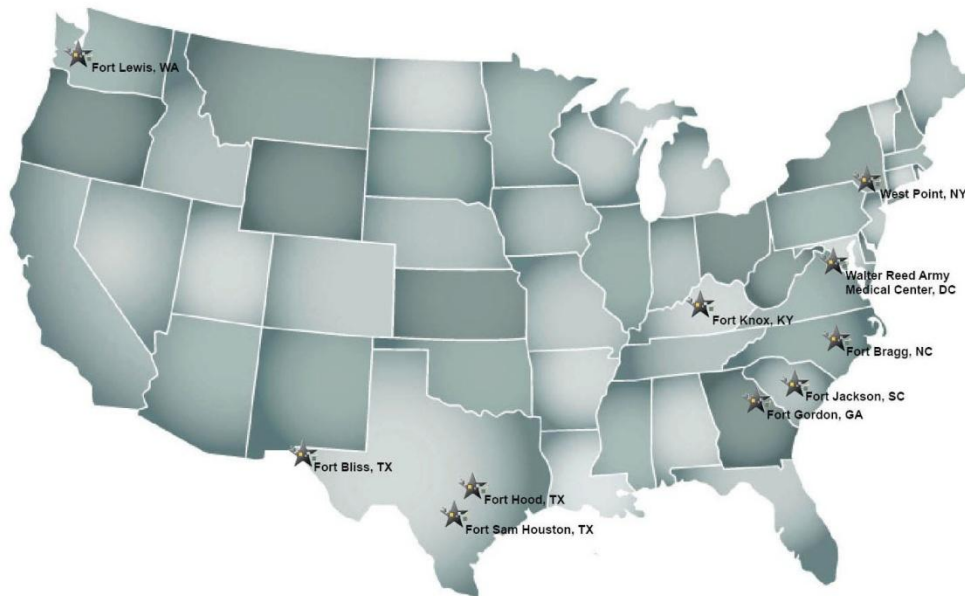 Fort Lewis, WA
West Point, NY
Walter Reed Army
Medical Center, DC
Fort Knox, KY
Fort Bragg, NC
Fort Jackson, SC
Fort Gordon, GA
Fort Bliss, TX
Fort Hood, TX
Fort Sam Houston, TX